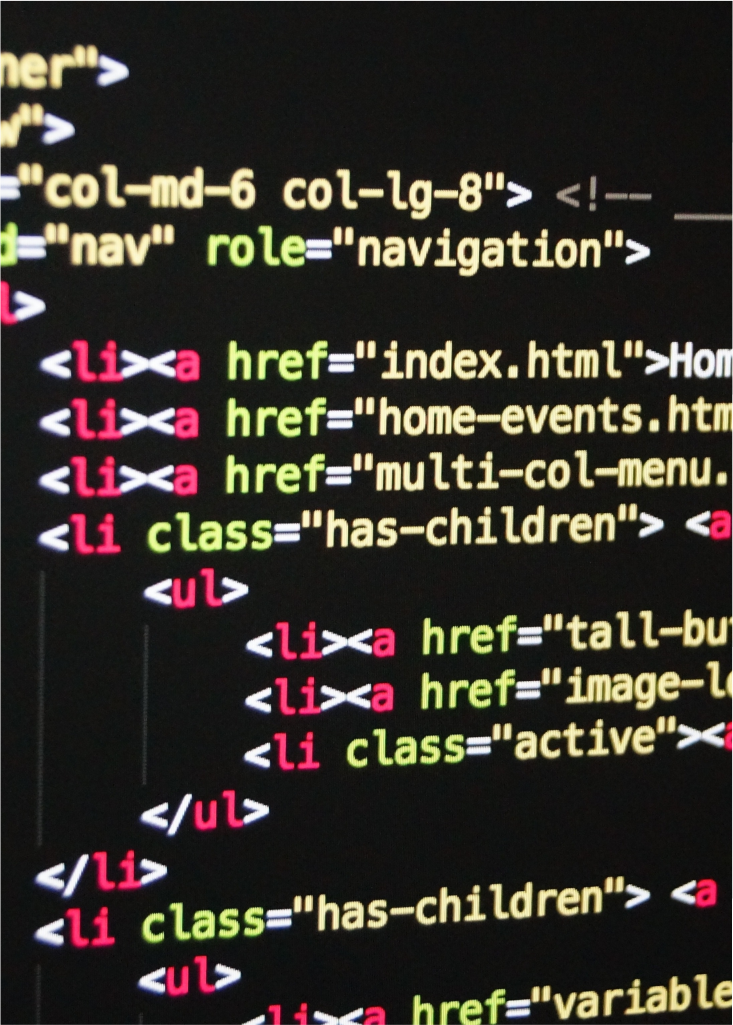 ner">
w">
="col-md-6 col-lg-8"> <!--
d="nav" role="navigation">
l>
<li><a href="index.html">Hom
<li><a href="home-events.htm
<li><a href="multi-col-menu.
<li class="has-children"> <a
<ul>
<li><a href="tall-bu
<li><a href="image-lo
<li class="active"><a
</ul>
</li>
<li class="has-children"> <a
<ul>
<li><a href="variable